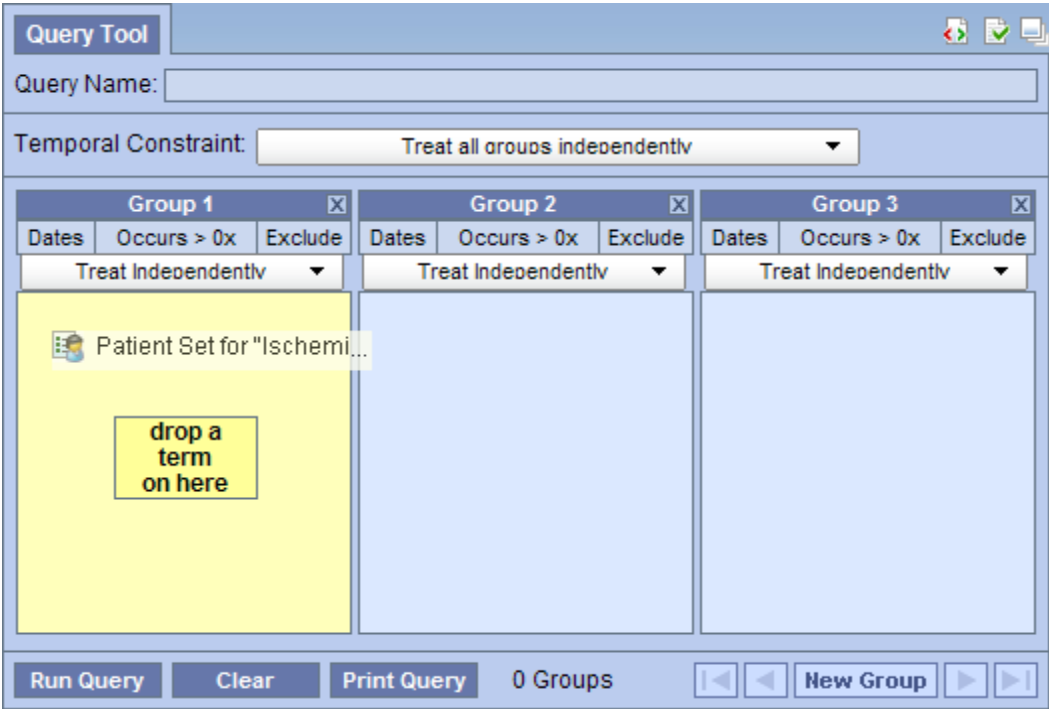 Query Tool
Query Name:
Temporal Constraint: Treat all groups independently
Group 1 X Group 2 X Group 3 X
Dates Occurs > 0x Exclude Dates Occurs > 0x Exclude Dates Occurs > 0x Exclude
Treat Independently Treat Independently Treat Independently
Patient Set for "Ischemi...
drop a
term
on here
Run Query Clear Print Query 0 Groups New Group